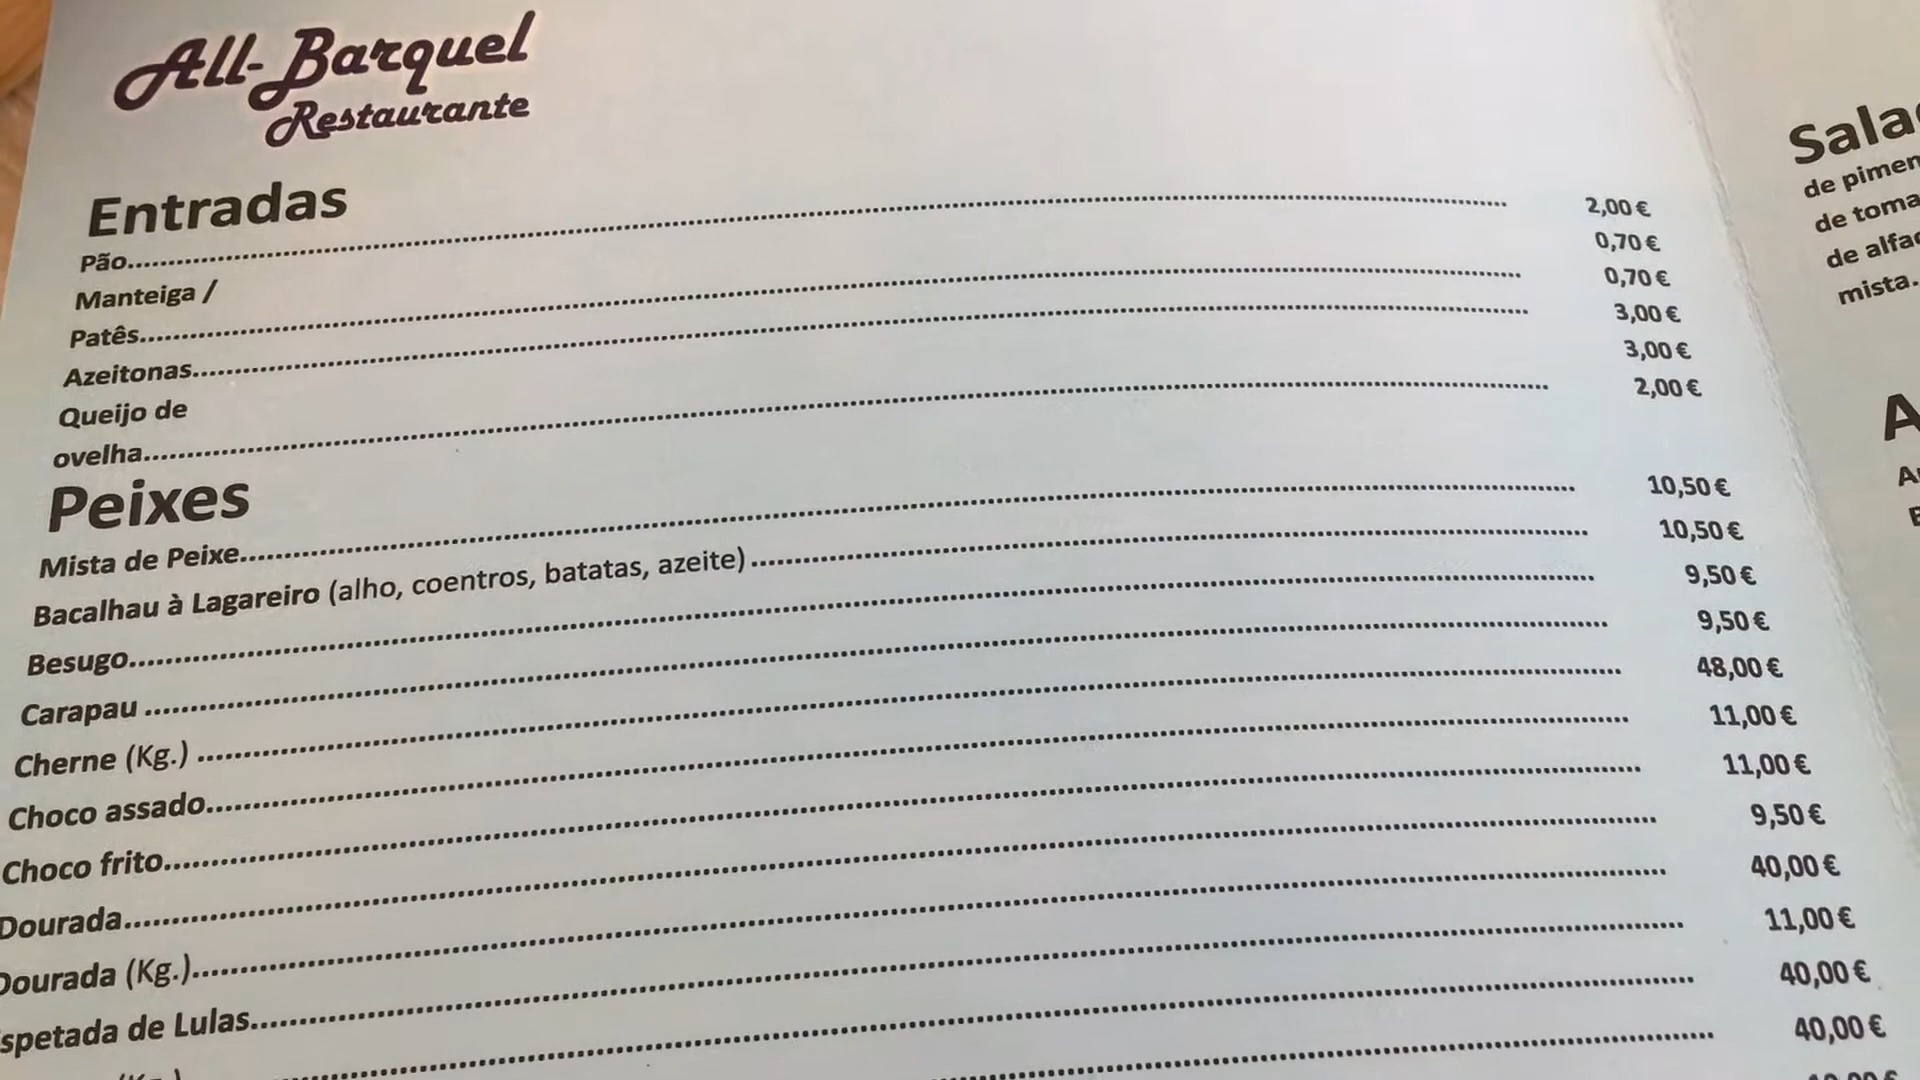 All-Barquel
Restaurante
Entradas
Pão........ 2,00 €
Manteiga / 0,70 €
Patês........ 0,70 €
Azeitonas........ 3,00 €
Queijo de 3,00 €
ovelha........ 2,00 €
Peixes
Mista de Peixe........ 10,50 €
Bacalhau à Lagareiro (alho, coentros, batatas, azeite)........ 10,50 €
Besugo........ 9,50 €
Carapau ........ 9,50 €
Cherne (Kg.) ........ 48,00 €
Choco assado........ 11,00 €
Choco frito........ 11,00 €
Dourada........ 9,50 €
Dourada (Kg.)........ 40,00 €
spetada de Lulas........ 11,00 €
40,00 €
40,00 €
Sala
de pimen
de toma
de alfac
mista.
A